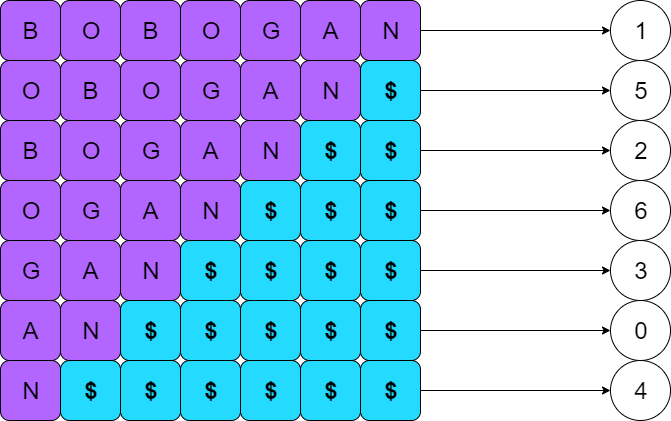 B O B O G A N 1
O B O G A N $ 5
B O G A N $ $ 2
O G A N $ $ $ 6
G A N $ $ $ $ 3
A N $ $ $ $ $ 0
N $ $ $ $ $ $ 4